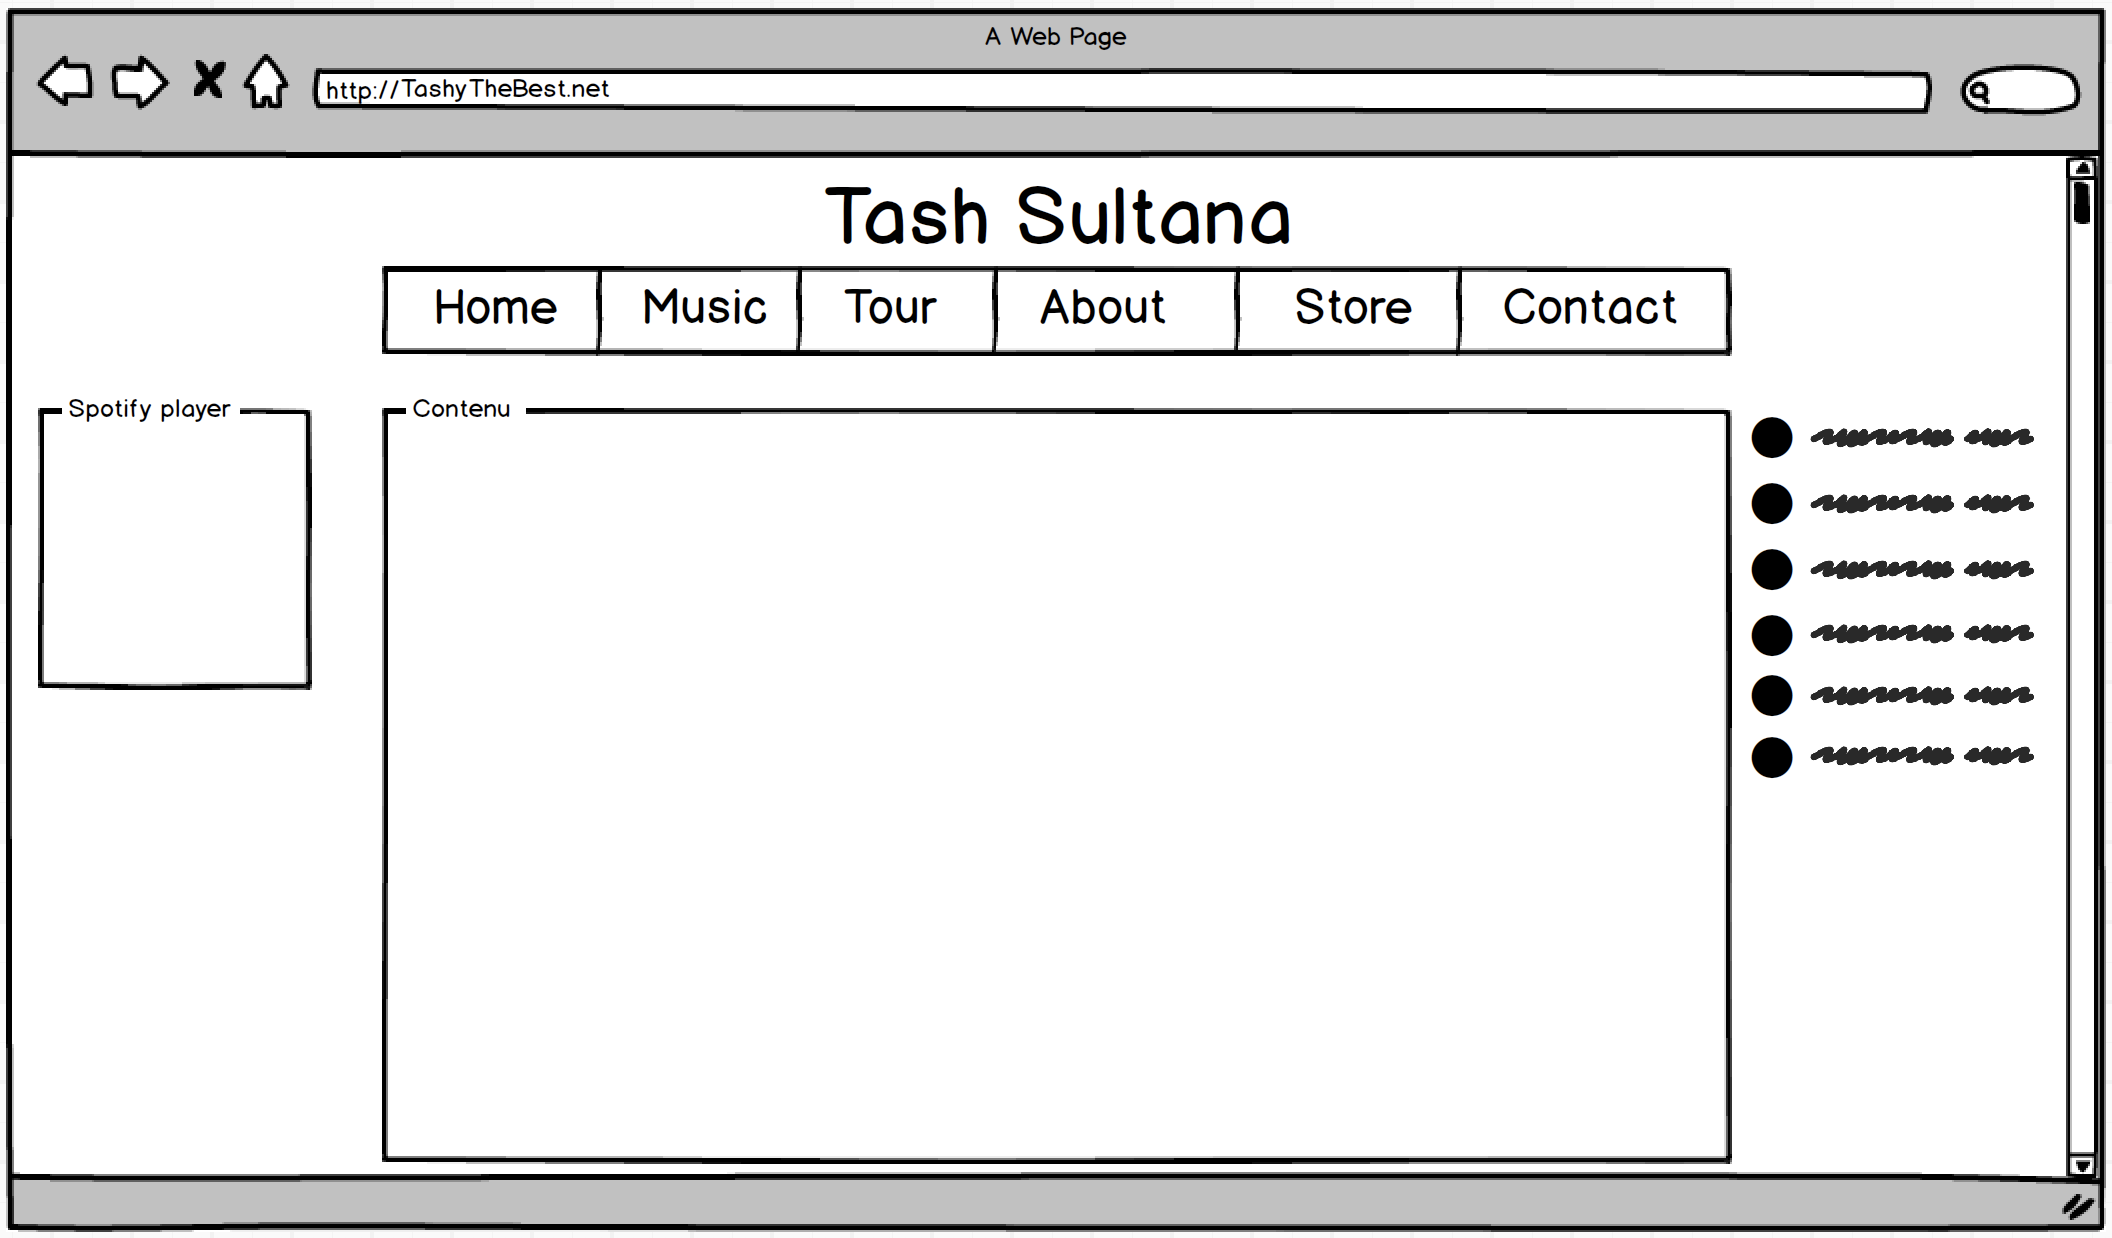 A Web Page
http://TashyTheBest.net
Tash Sultana
Home Music Tour About Store Contact
Spotify player
Contenu